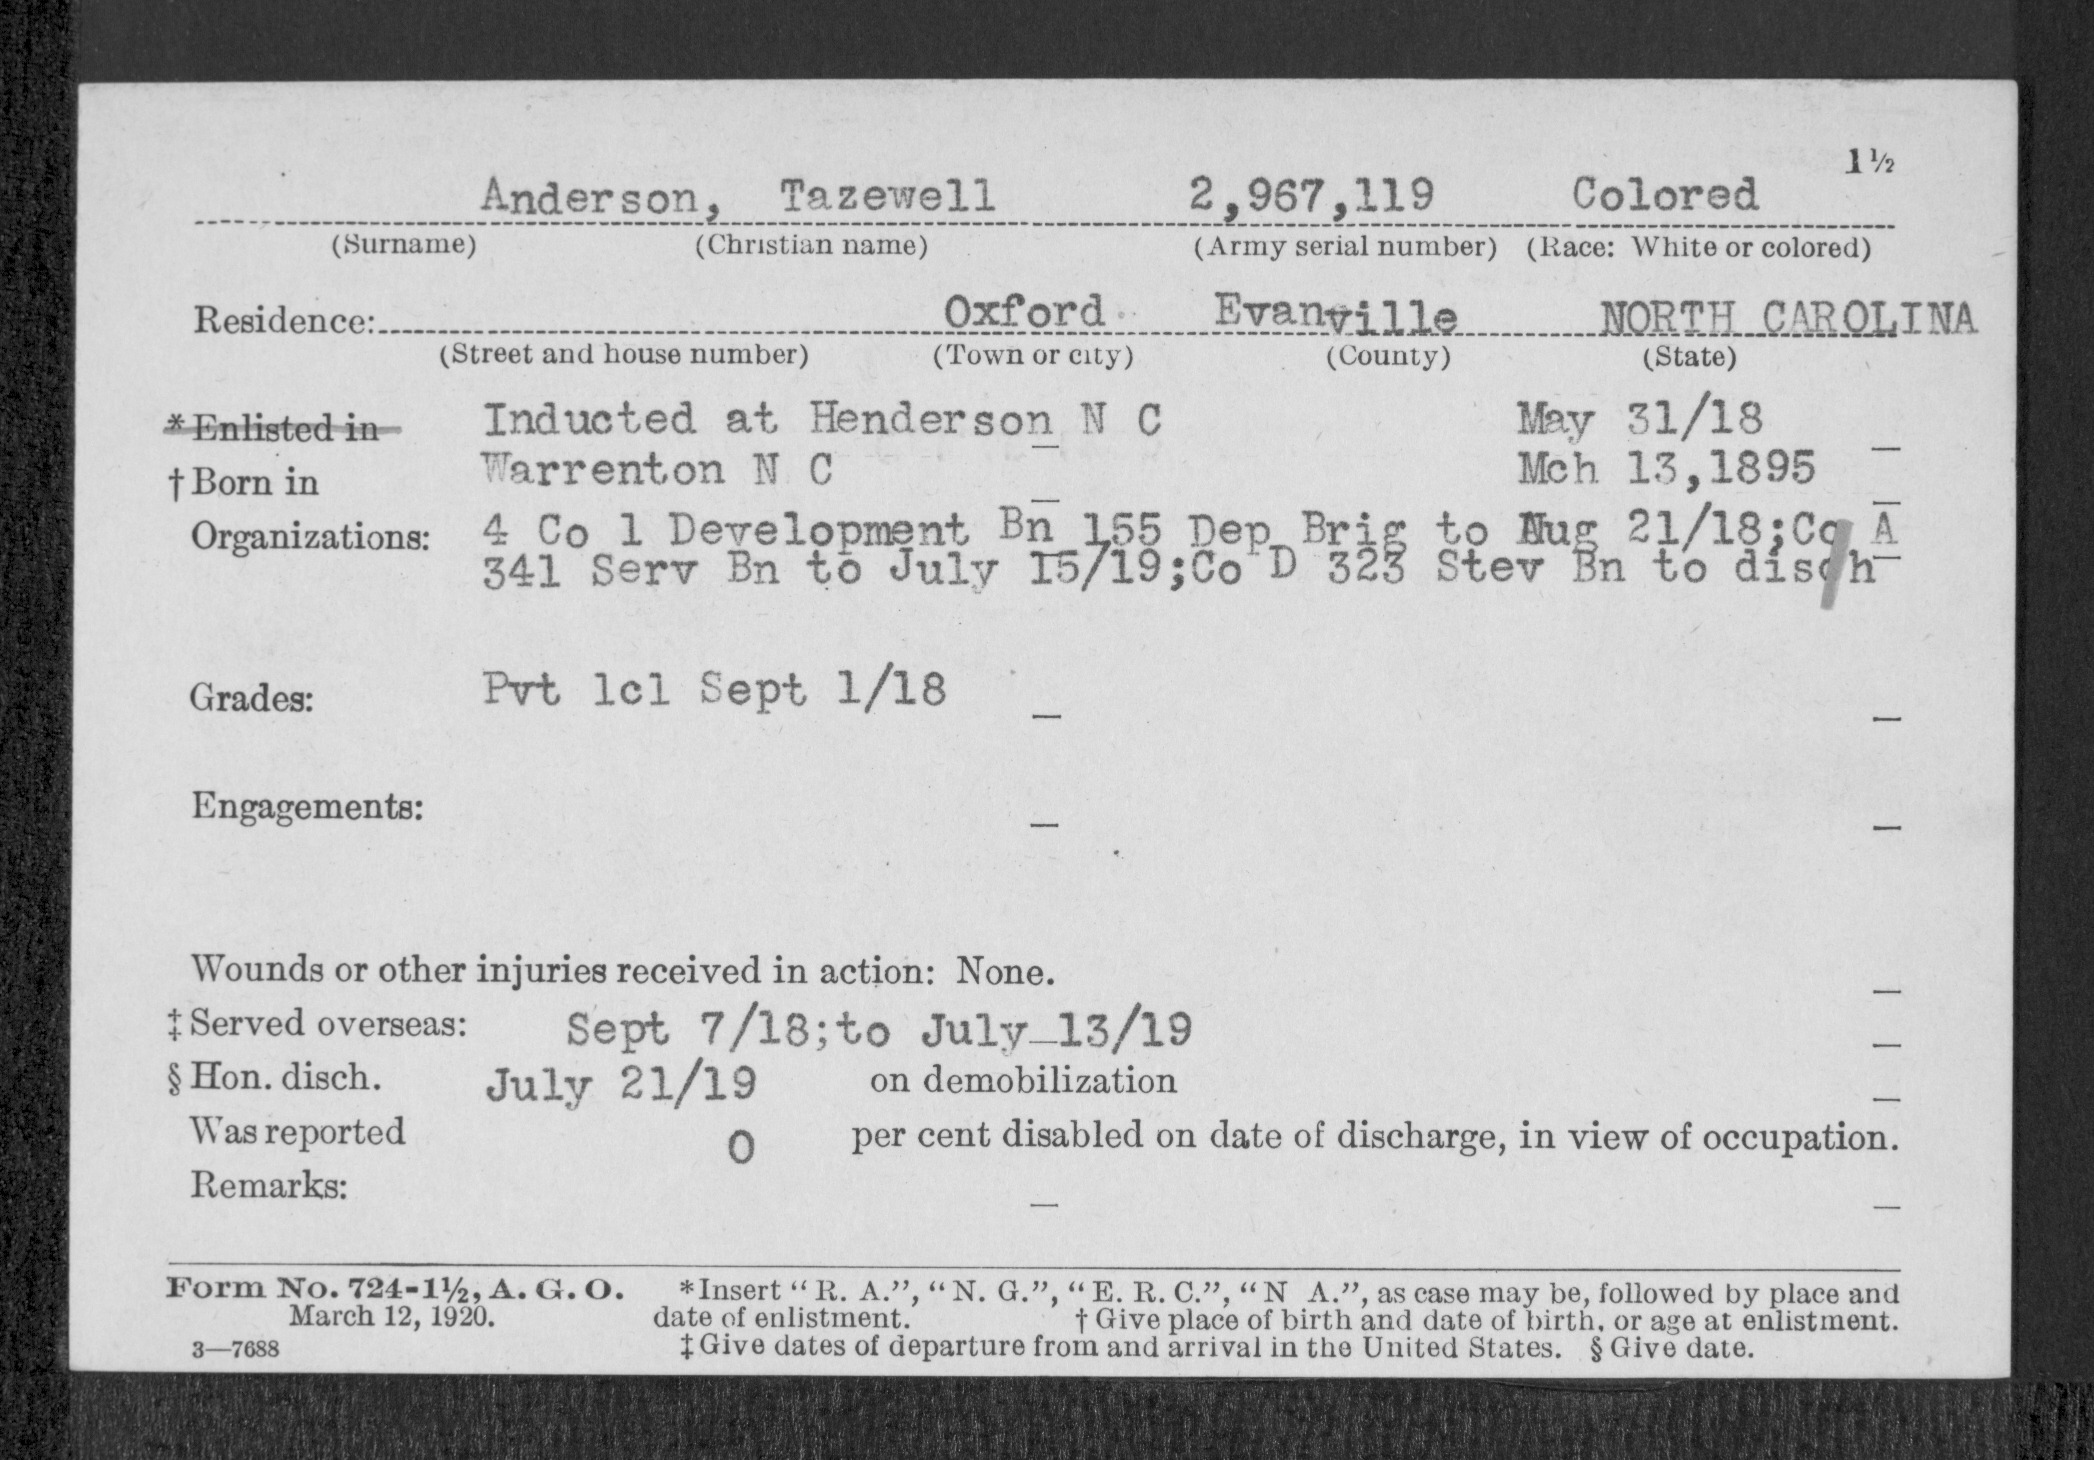 1½
Anderson, Tazewell 2,967,119 Colored
(Surname) (Christian name) (Army serial number) (Race: White or colored)
Residence: Oxford Evanville NORTH CAROLINA
(Street and house number) (Town or city) (County) (State)
*Enlisted in Inducted at Henderson N C May 31/18
†Born in Warrenton N C Mch 13,1895
Organizations: 4 Co 1 Development Bn 155 Dep Brig to Aug 21/18;Co A
341 Serv Bn to July 15/19;Co D 323 Stev Bn to disch
Grades: Pvt 1cl Sept 1/18
Engagements:
Wounds or other injuries received in action: None.
‡Served overseas: Sept 7/18;to July 13/19
§Hon. disch. July 21/19 on demobilization
Was reported 0 per cent disabled on date of discharge, in view of occupation.
Remarks:
Form No. 724-1½, A. G. O. *Insert "R. A.", "N. G.", "E. R. C.", "N A.", as case may be, followed by place and
March 12, 1920. date of enlistment. †Give place of birth and date of birth, or age at enlistment.
3—7688 ‡Give dates of departure from and arrival in the United States. §Give date.